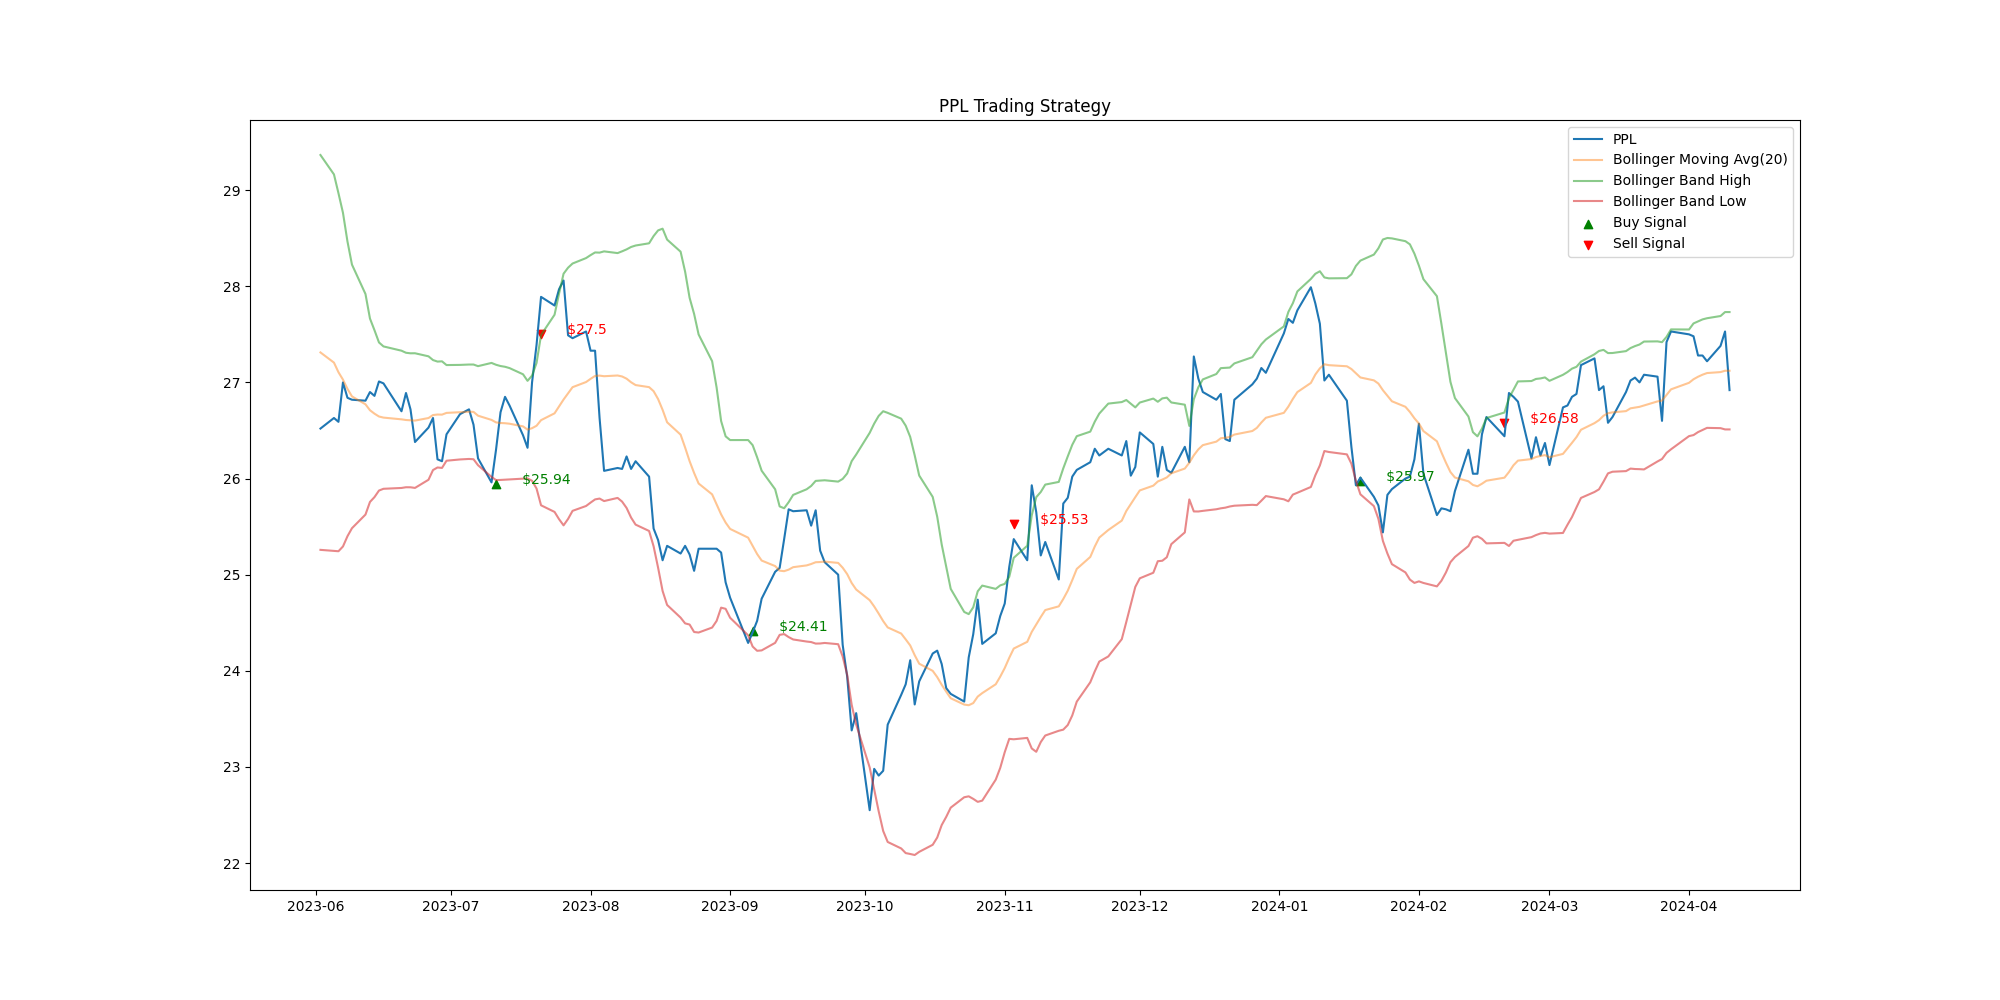 PPL Trading Strategy
PPL
Bollinger Moving Avg(20)
Bollinger Band High
Bollinger Band Low
Buy Signal
Sell Signal
29
28
27
26
25
24
23
22
$27.5
$25.94
$24.41
$25.53
$25.97
$26.58
2023-06 2023-07 2023-08 2023-09 2023-10 2023-11 2023-12 2024-01 2024-02 2024-03 2024-04